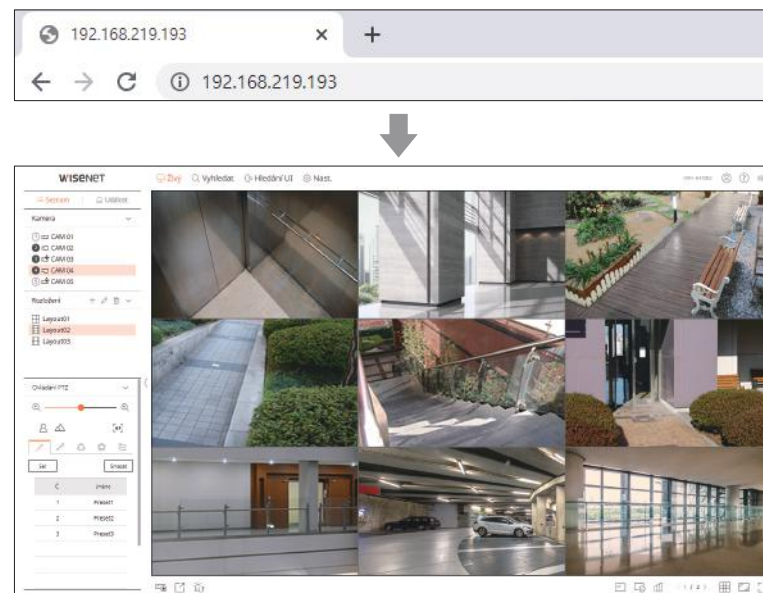 192.168.219.193
192.168.219.193
WISENET
Živý
Vyhledat
Hledání UI
Nast.
Seznam
Událost
Kamera
CAM 01
CAM 02
CAM 03
CAM 04
CAM 05
Rozložení
Layout01
Layout02
Layout03
Ovládání PTZ
Set
Smazat
Č.
Jméno
1 Preset1
2 Preset2
3 Preset3
1 / 2